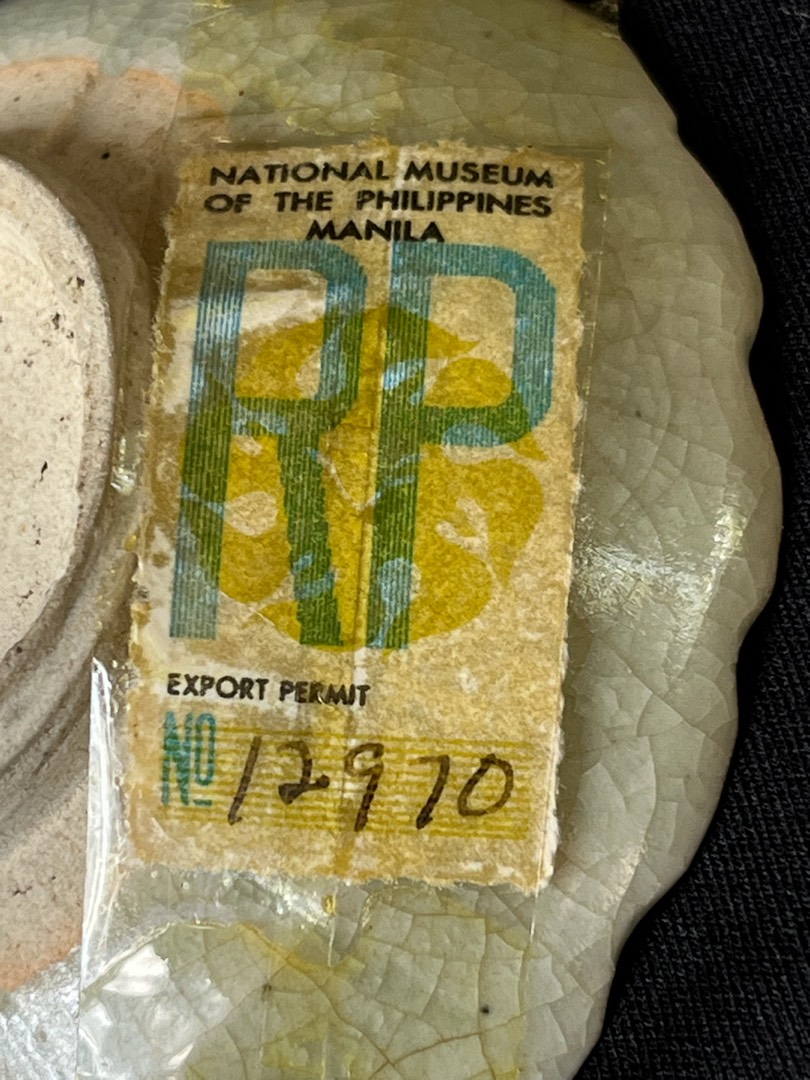 NATIONAL MUSEUM
OF THE PHILIPPINES
MANILA
RP
EXPORT PERMIT
Nº 12970